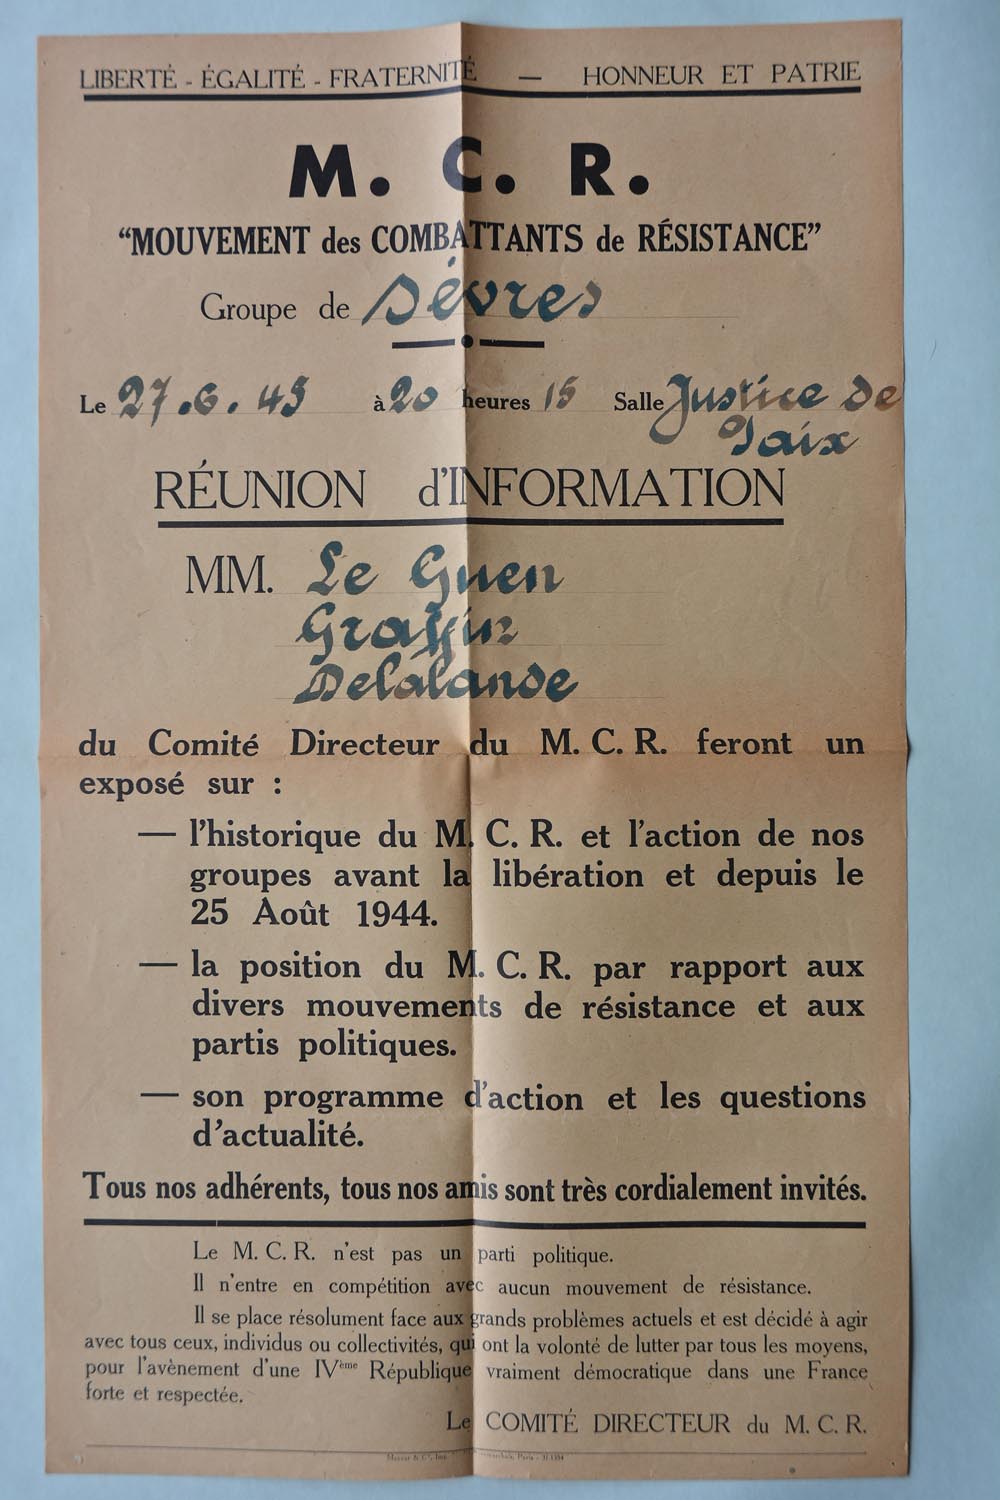 LIBERTÉ - ÉGALITÉ - FRATERNITÉ — HONNEUR ET PATRIE
M. C. R.
“MOUVEMENT des COMBATTANTS de RÉSISTANCE”
Groupe de Sèvres
Le 27.6.45 à 20 heures 15 Salle Justice de
Paix
RÉUNION d'INFORMATION
MM. Le Guen
Graffin
Delalande
du Comité Directeur du M. C. R. feront un
exposé sur :
— l'historique du M. C. R. et l'action de nos
groupes avant la libération et depuis le
25 Août 1944.
— la position du M. C. R. par rapport aux
divers mouvements de résistance et aux
partis politiques.
— son programme d'action et les questions
d'actualité.
Tous nos adhérents, tous nos amis sont très cordialement invités.
Le M. C. R. n'est pas un parti politique.
Il n'entre en compétition avec aucun mouvement de résistance.
Il se place résolument face aux grands problèmes actuels et est décidé à agir
avec tous ceux, individus ou collectivités, qui ont la volonté de lutter par tous les moyens,
pour l'avènement d'une IVème République vraiment démocratique dans une France
forte et respectée.
Le COMITÉ DIRECTEUR du M. C. R.
& Cie, Imp. Paris - 31.1354